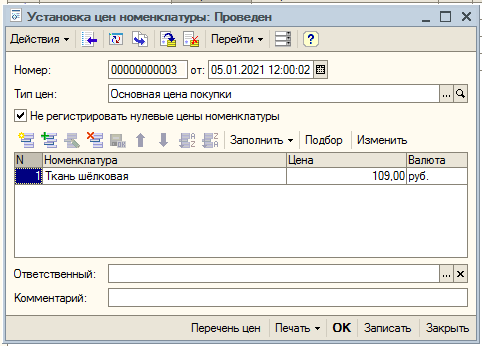 Установка цен номенклатуры: Проведен
Действия Перейти ?
Номер: 00000000003 от: 05.01.2021 12:00:02
Тип цен: Основная цена покупки ...
Не регистрировать нулевые цены номенклатуры
Заполнить Подбор Изменить
N Номенклатура Цена Валюта
1 Ткань шёлковая 109,00 руб.
Ответственный: ...
Комментарий:
Перечень цен Печать OK Записать Закрыть